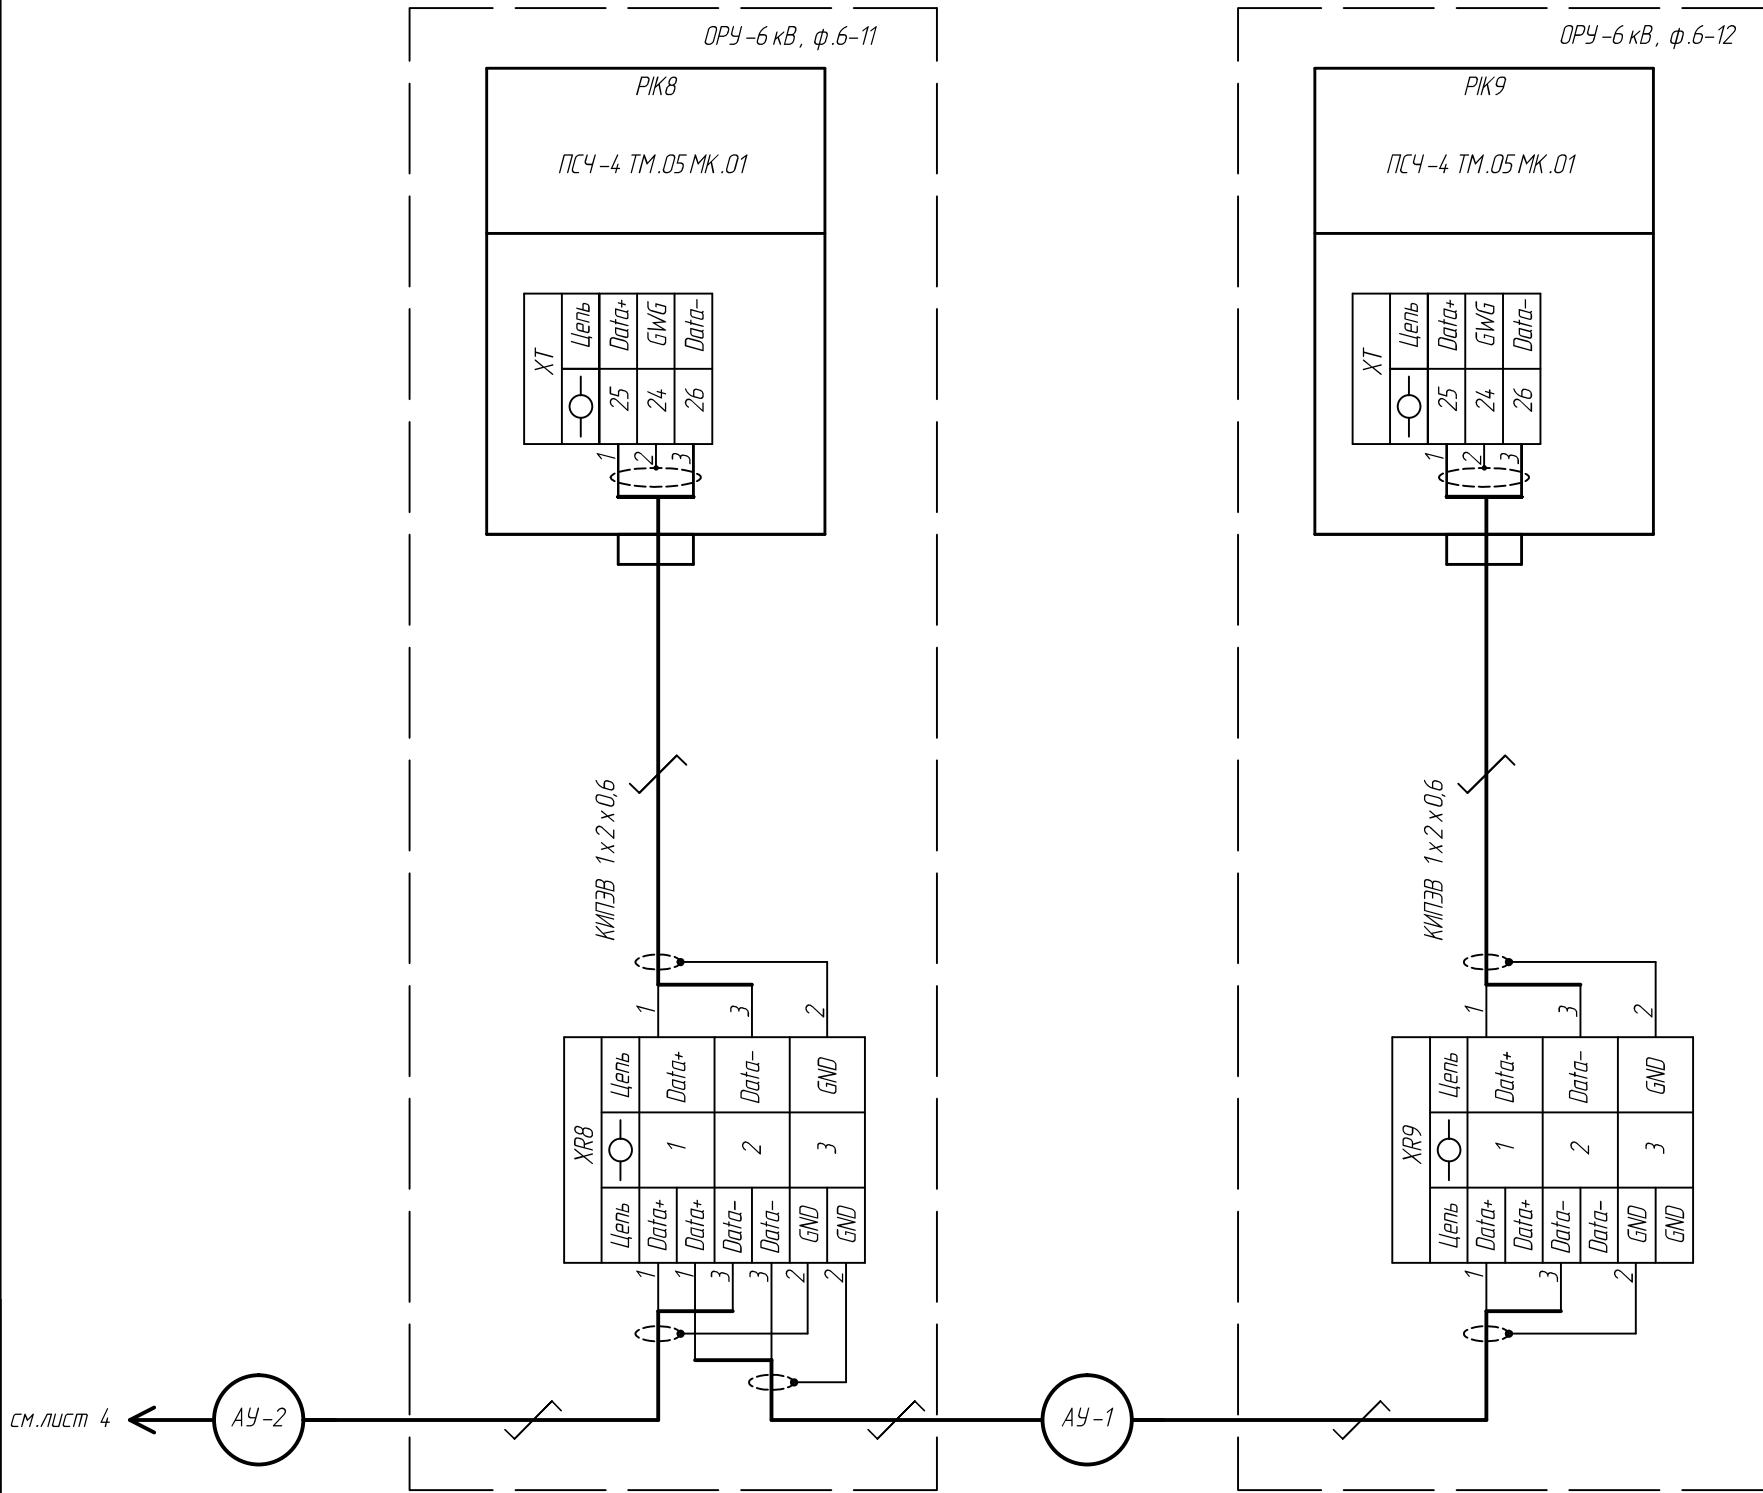 ОРУ-6 кВ, ф.6-11
PIK8
ПСЧ-4 ТМ.05 МК.01
XT
Цепь
Data+
GWG
Data-
25
24
26
1
2
3
КИПЭВ 1x2x0,6
1
3
2
XR8
Цепь
Data+
Data-
GND
1
2
3
Цепь
Data+
Data+
Data-
Data-
GND
GND
1
1
3
3
2
2
ОРУ-6 кВ, ф.6-12
PIK9
ПСЧ-4 ТМ.05 МК.01
XT
Цепь
Data+
GWG
Data-
25
24
26
1
2
3
КИПЭВ 1x2x0,6
1
3
2
XR9
Цепь
Data+
Data-
GND
1
2
3
Цепь
Data+
Data+
Data-
Data-
GND
GND
1
3
2
см.лист 4
АУ-2
АУ-1